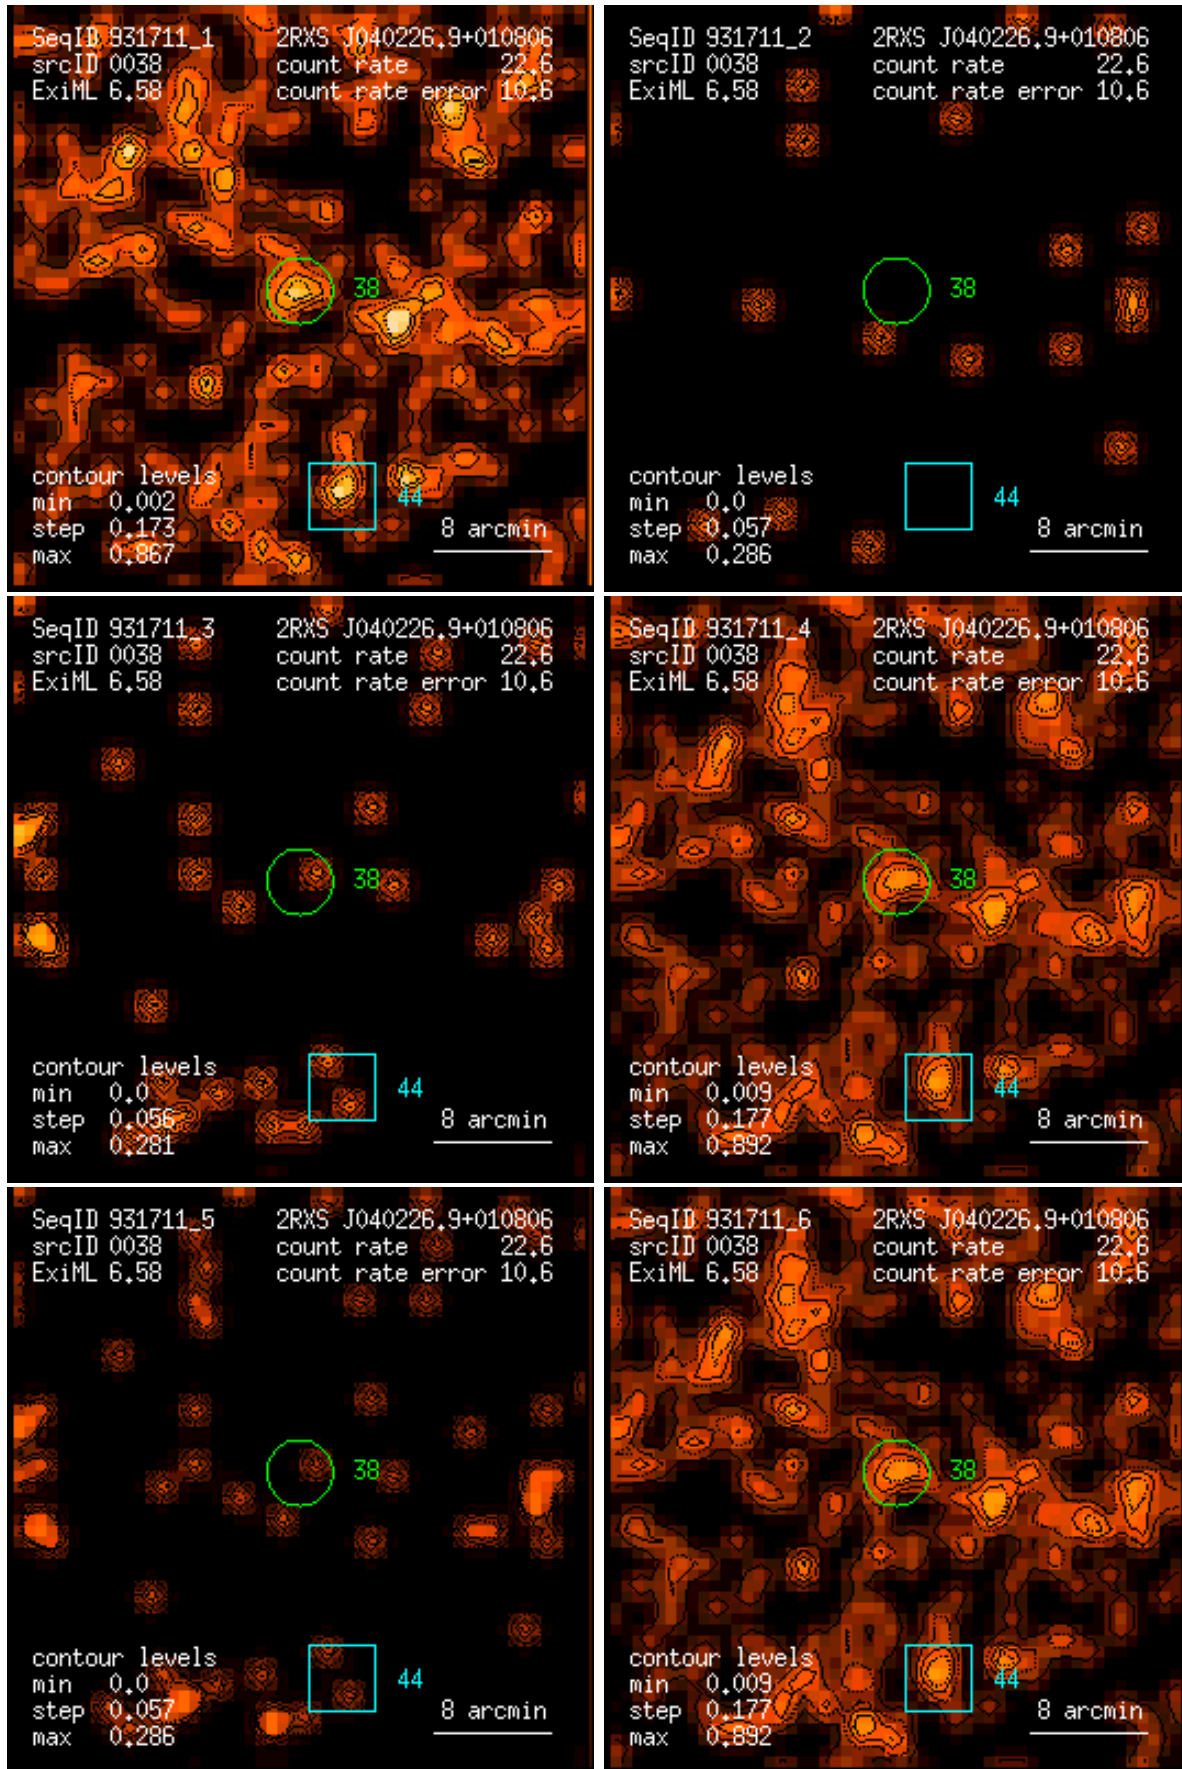 SeqID 931711_1 2RXS J040226.9+010806
srcID 0038 count rate 22.6
ExiML 6.58 count rate error 10.6
38
contour levels
min 0.002
step 0.173
max 0.867
44
8 arcmin
SeqID 931711_2 2RXS J040226.9+010806
srcID 0038 count rate 22.6
ExiML 6.58 count rate error 10.6
38
contour levels
min 0.0
step 0.057
max 0.286
44
8 arcmin
SeqID 931711_3 2RXS J040226.9+010806
srcID 0038 count rate 22.6
ExiML 6.58 count rate error 10.6
38
contour levels
min 0.0
step 0.056
max 0.281
44
8 arcmin
SeqID 931711_4 2RXS J040226.9+010806
srcID 0038 count rate 22.6
ExiML 6.58 count rate error 10.6
38
contour levels
min 0.009
step 0.177
max 0.892
44
8 arcmin
SeqID 931711_5 2RXS J040226.9+010806
srcID 0038 count rate 22.6
ExiML 6.58 count rate error 10.6
38
contour levels
min 0.0
step 0.057
max 0.286
44
8 arcmin
SeqID 931711_6 2RXS J040226.9+010806
srcID 0038 count rate 22.6
ExiML 6.58 count rate error 10.6
38
contour levels
min 0.009
step 0.177
max 0.892
44
8 arcmin